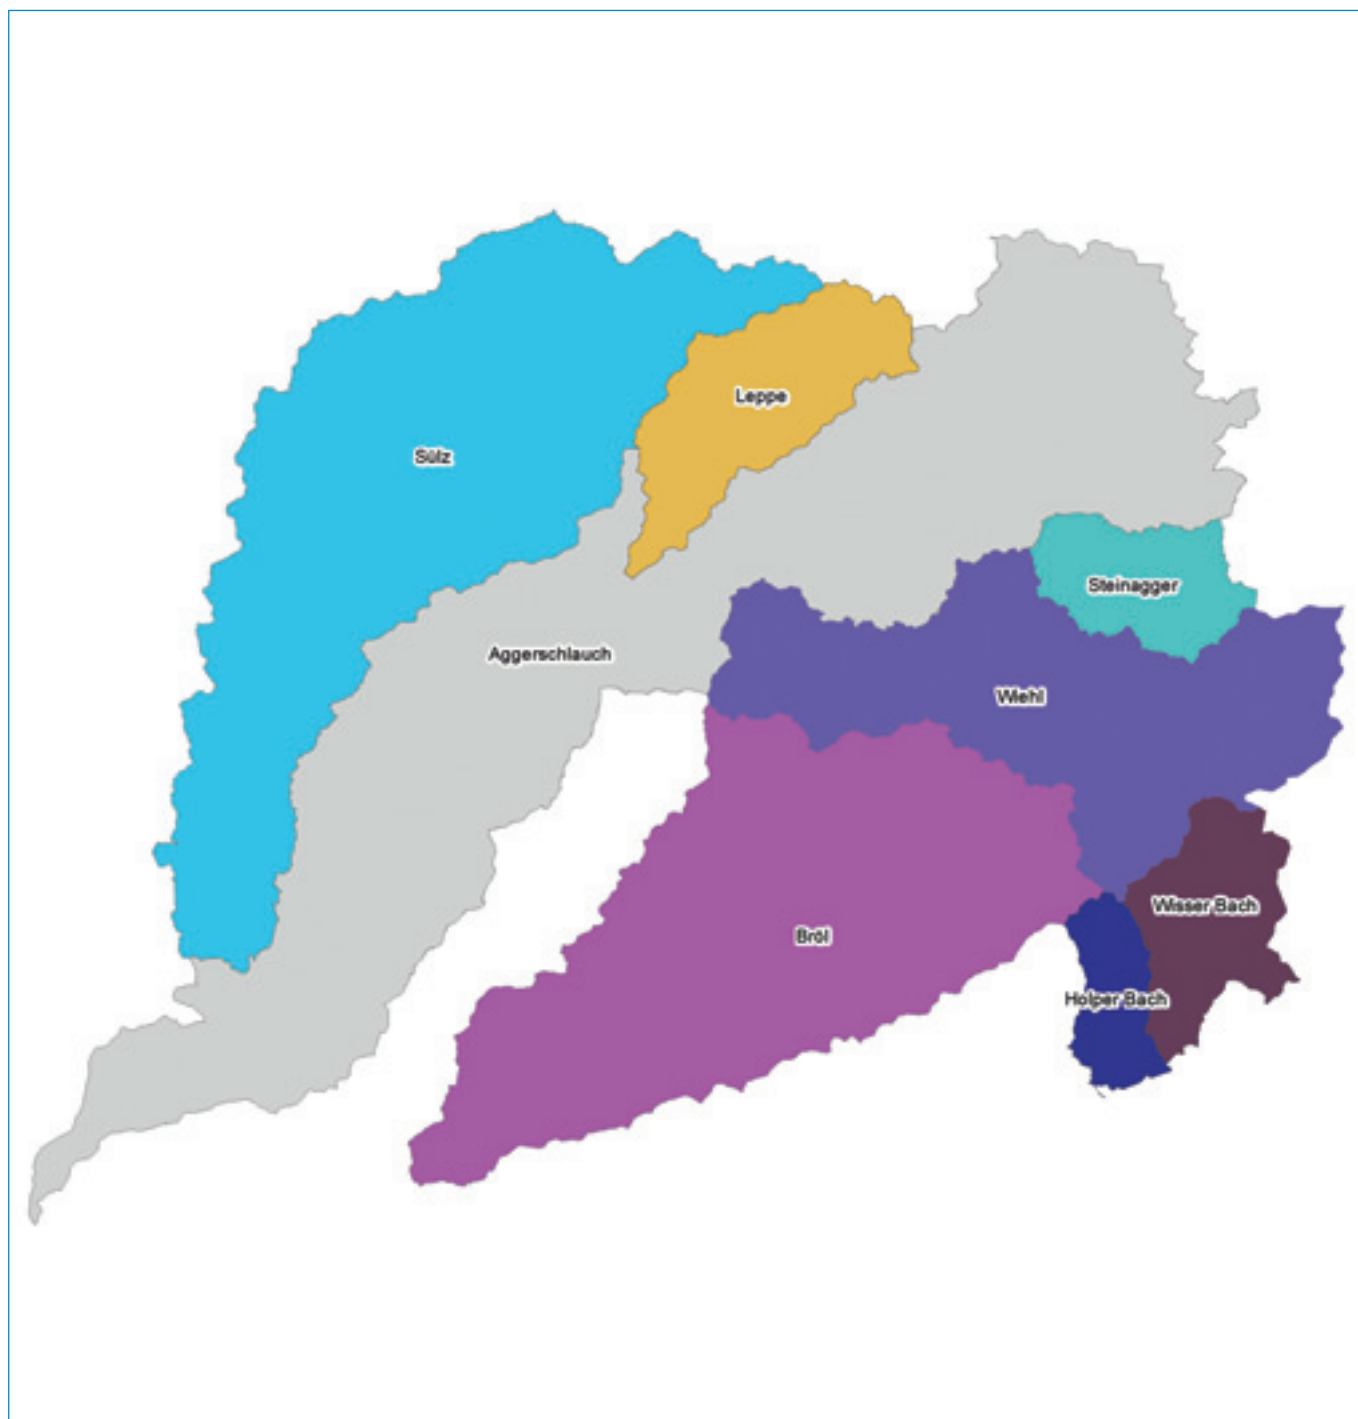 Leppe
Sülz
Steinagger
Aggerschlauch
Wiehl
Wisser Bach
Bröl
Holper Bach